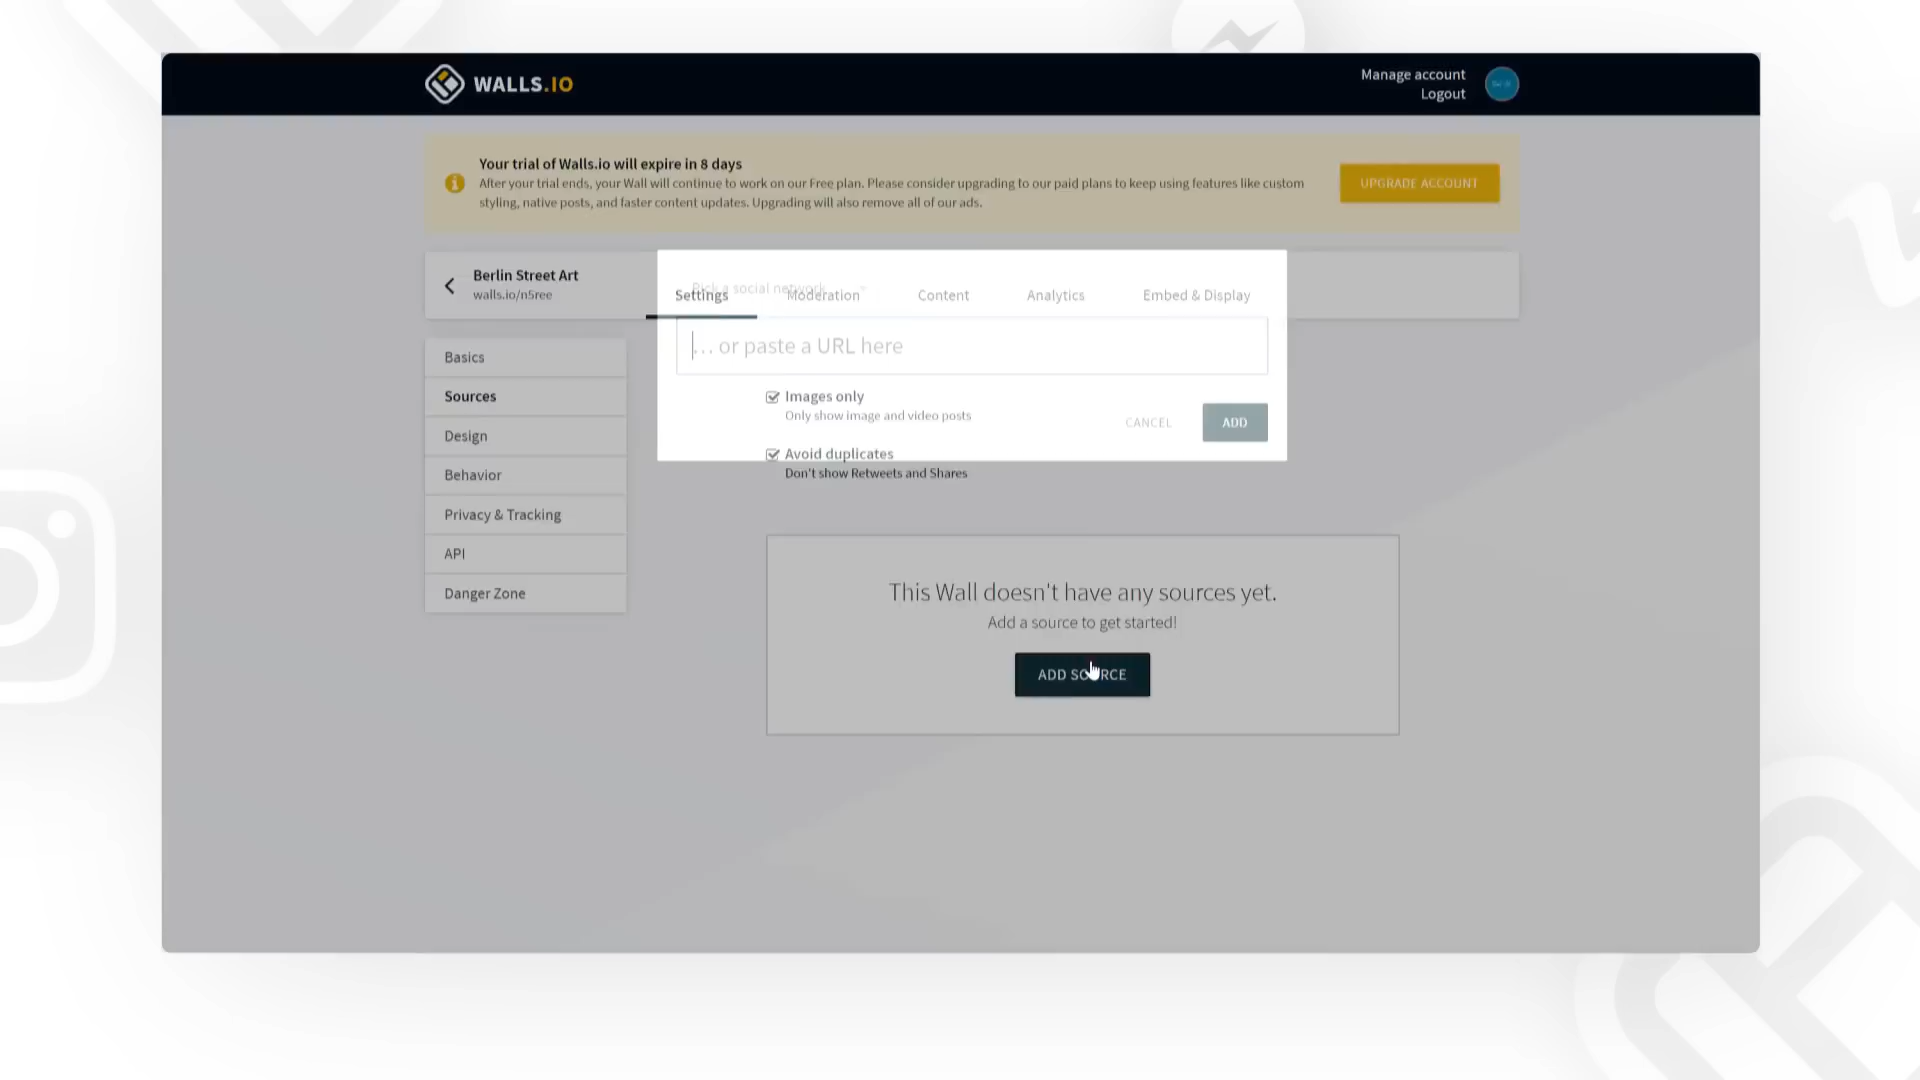 WALLS.IO
Manage account
Logout
Your trial of Walls.io will expire in 8 days
After your trial ends, your Wall will continue to work on our Free plan. Please consider upgrading to our paid plans to keep using features like custom
styling, native posts, and faster content updates. Upgrading will also remove all of our ads.
UPGRADE ACCOUNT
Berlin Street Art
walls.io/n5ree
Pick a social network
Settings
Moderation
Content
Analytics
Embed & Display
... or paste a URL here
Images only
Only show image and video posts
CANCEL
ADD
Avoid duplicates
Don't show Retweets and Shares
Basics
Sources
Design
Behavior
Privacy & Tracking
API
Danger Zone
This Wall doesn't have any sources yet.
Add a source to get started!
ADD SOURCE